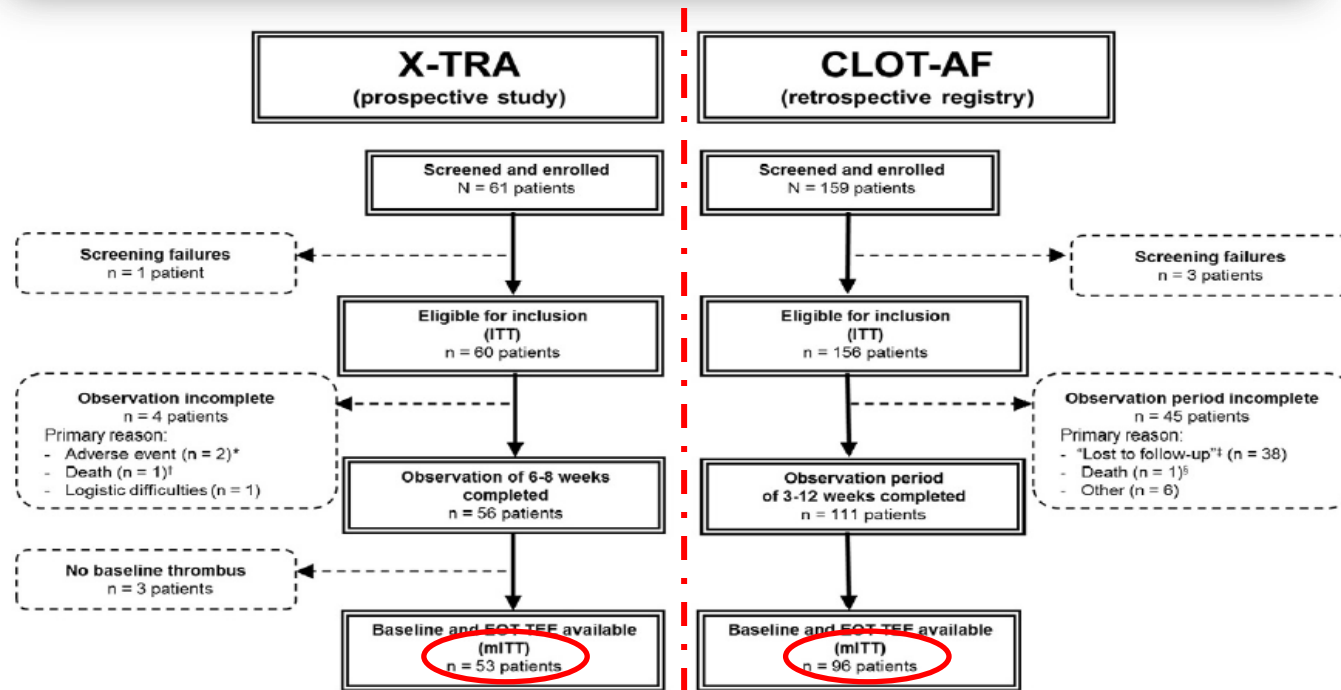 X-TRA
(prospective study)
CLOT-AF
(retrospective registry)
Screened and enrolled
N = 61 patients
Screened and enrolled
N = 159 patients
Screening failures
n = 1 patient
Screening failures
n = 3 patients
Eligible for inclusion
(ITT)
n = 60 patients
Eligible for inclusion
(ITT)
n = 156 patients
Observation incomplete
n = 4 patients
Primary reason:
- Adverse event (n = 2)*
- Death (n = 1)†
- Logistic difficulties (n = 1)
Observation period incomplete
n = 45 patients
Primary reason:
- "Lost to follow-up"‡ (n = 38)
- Death (n = 1)§
- Other (n = 6)
Observation of 6-8 weeks
completed
n = 56 patients
Observation period
of 3-12 weeks completed
n = 111 patients
No baseline thrombus
n = 3 patients
Baseline and EOT TEE available
(mITT)
n = 53 patients
Baseline and EOT TEE available
(mITT)
n = 96 patients